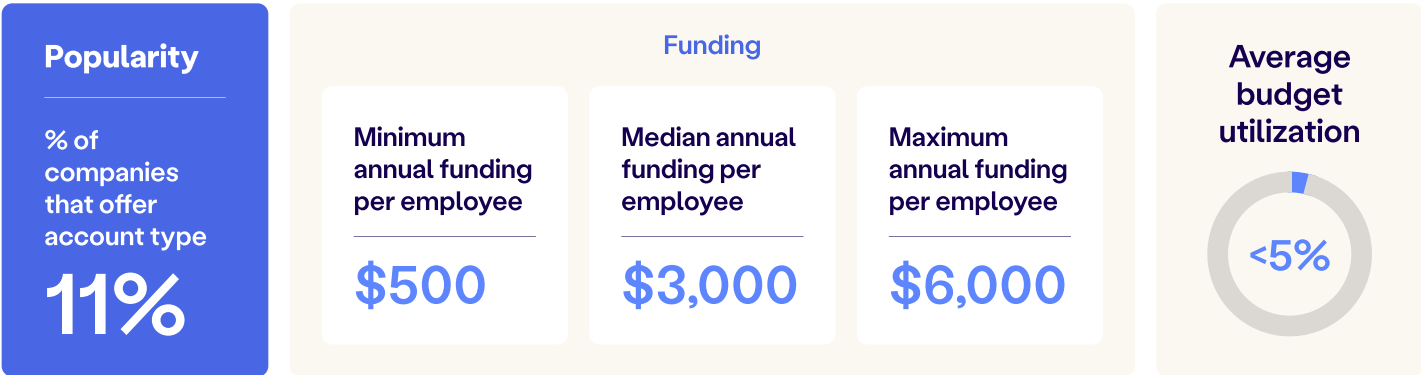 Popularity
% of
companies
that offer
account type
11%
Funding
Minimum
annual funding
per employee
$500
Median annual
funding per
employee
$3,000
Maximum
annual funding
per employee
$6,000
Average
budget
utilization
<5%